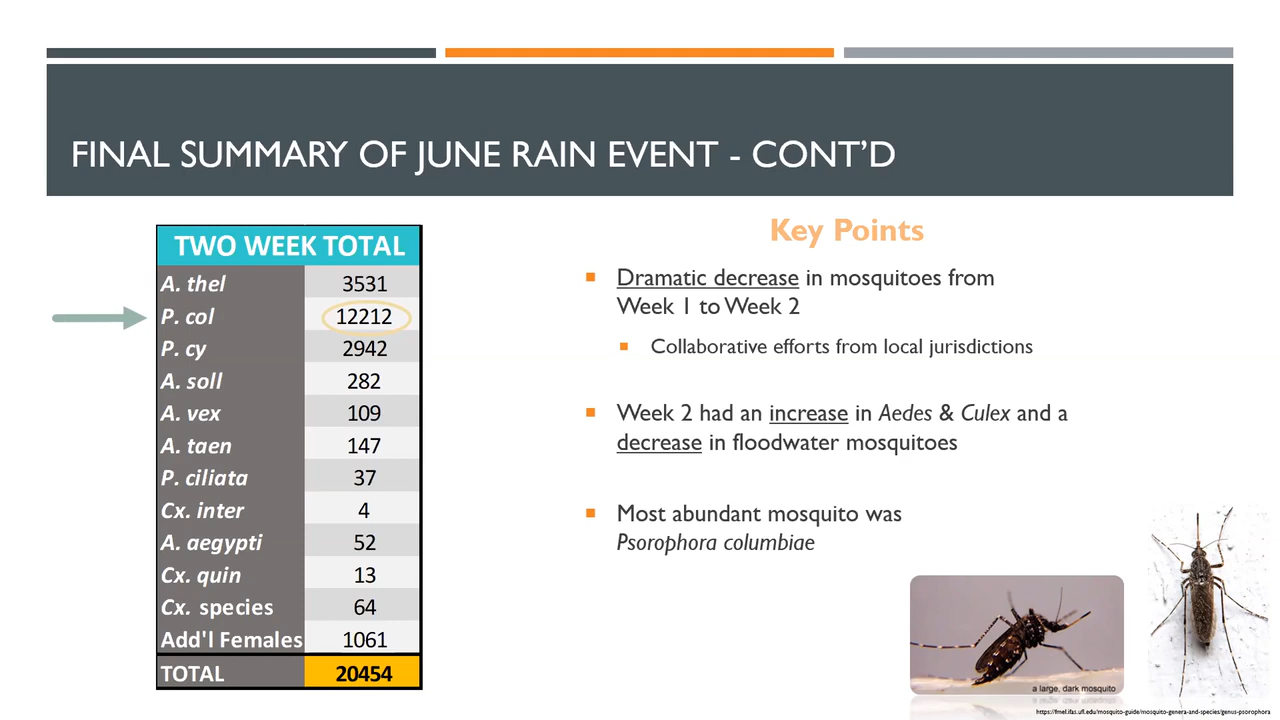 FINAL SUMMARY OF JUNE RAIN EVENT - CONT'D
TWO WEEK TOTAL
A. thel 3531
P. col 12212
P. cy 2942
A. soll 282
A. vex 109
A. taen 147
P. ciliata 37
Cx. inter 4
A. aegypti 52
Cx. quin 13
Cx. species 64
Add'l Females 1061
TOTAL 20454
Key Points
Dramatic decrease in mosquitoes from
Week 1 to Week 2
Collaborative efforts from local jurisdictions
Week 2 had an increase in Aedes & Culex and a
decrease in floodwater mosquitoes
Most abundant mosquito was
Psorophora columbiae
a large, dark mosquito
https://fmel.ifas.ufl.edu/mosquito-guide/mosquito-genera-and-species/genus-psorophora